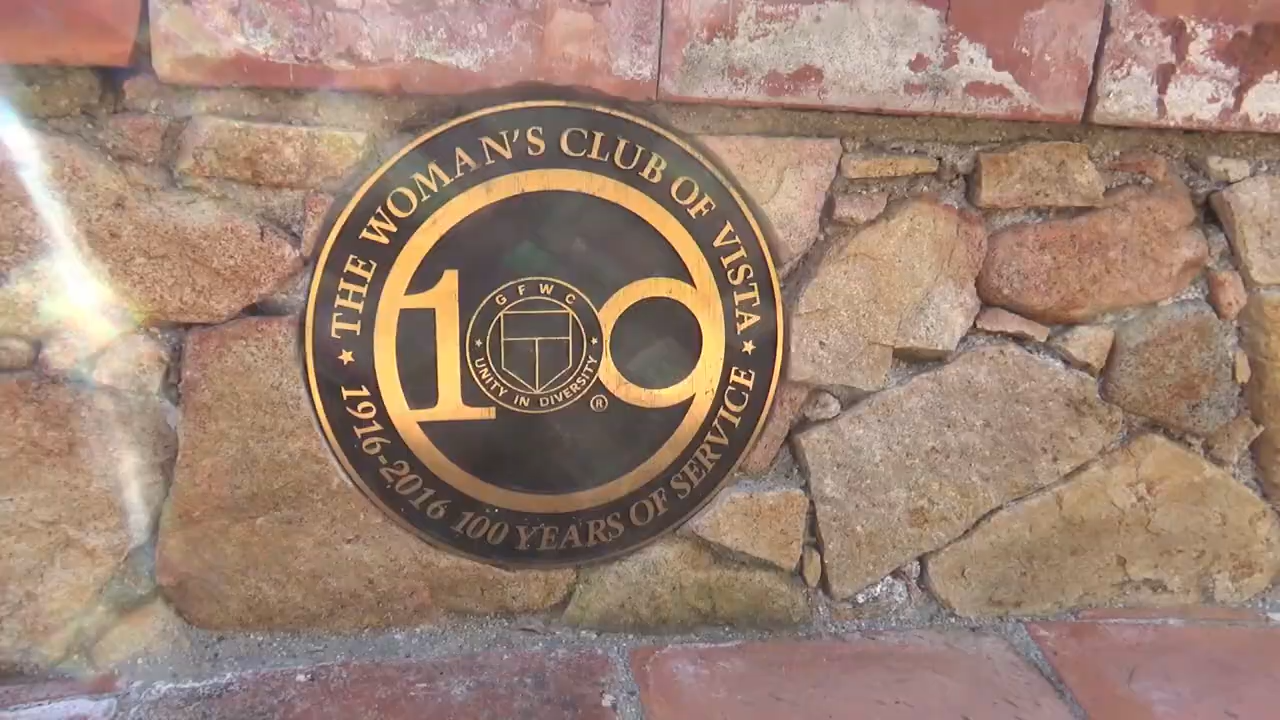 ★ THE WOMAN'S CLUB OF VISTA ★
100
GFWC
★ UNITY IN DIVERSITY ★
®
1916-2016 100 YEARS OF SERVICE